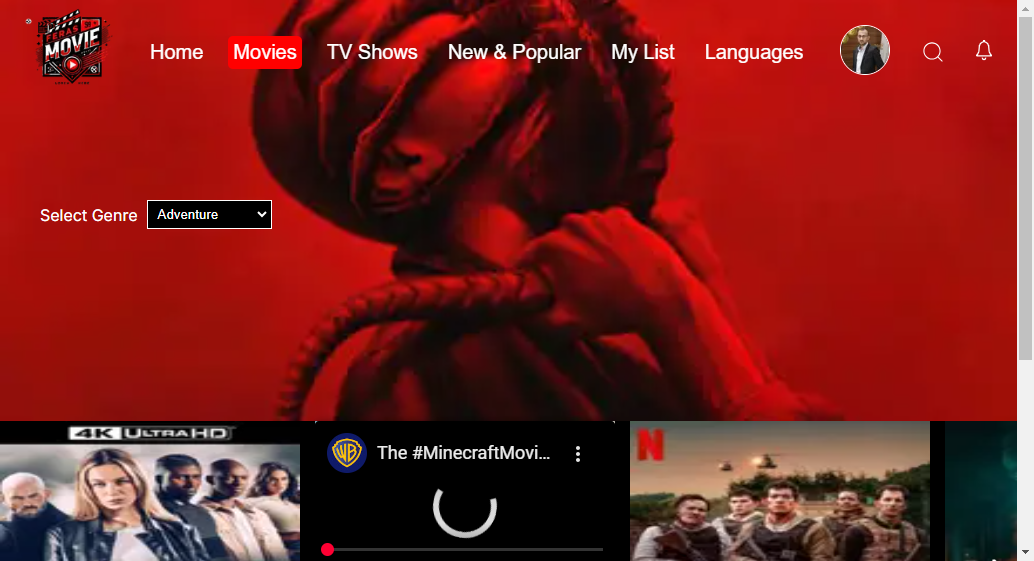 FERAS
MOVIE
Home Movies TV Shows New & Popular My List Languages
Select Genre Adventure
4K ULTRA HD
The #MinecraftMovi...
N